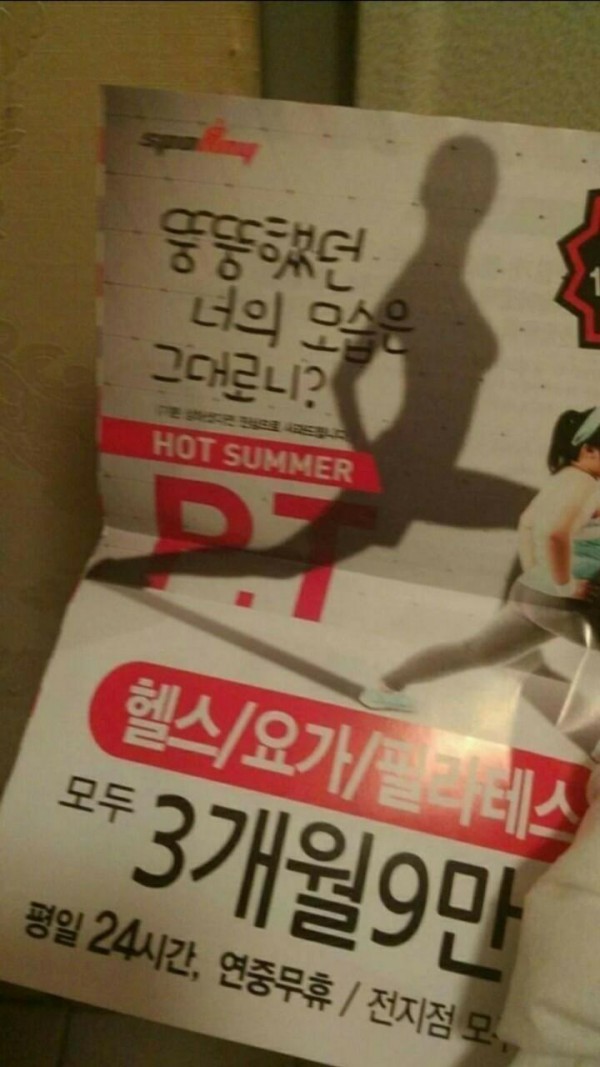 spoany
뚱뚱했던
너의 모습은
그대로니?
HOT SUMMER
P.T
헬스/요가/필라테스
모두 3개월9만
평일 24시간, 연중무휴 / 전지점 모